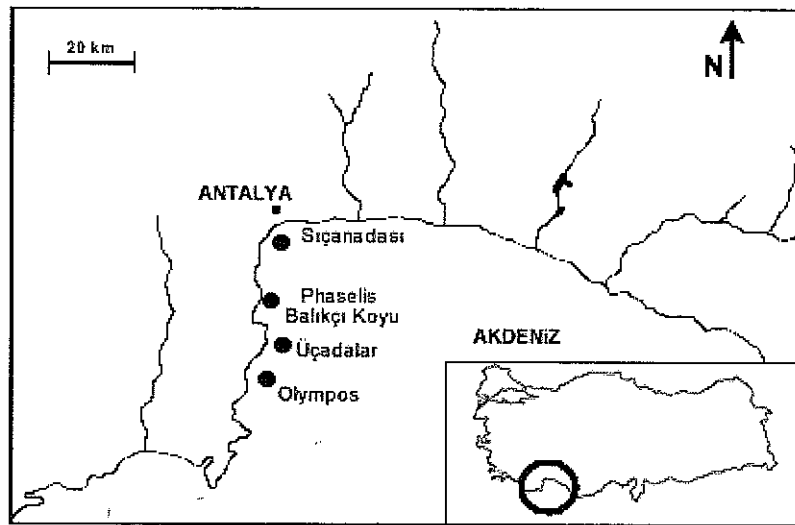 20 km
N
ANTALYA
Sıçanadası
Phaselis
Balıkçı Koyu
Üçadalar
Olympos
AKDENİZ